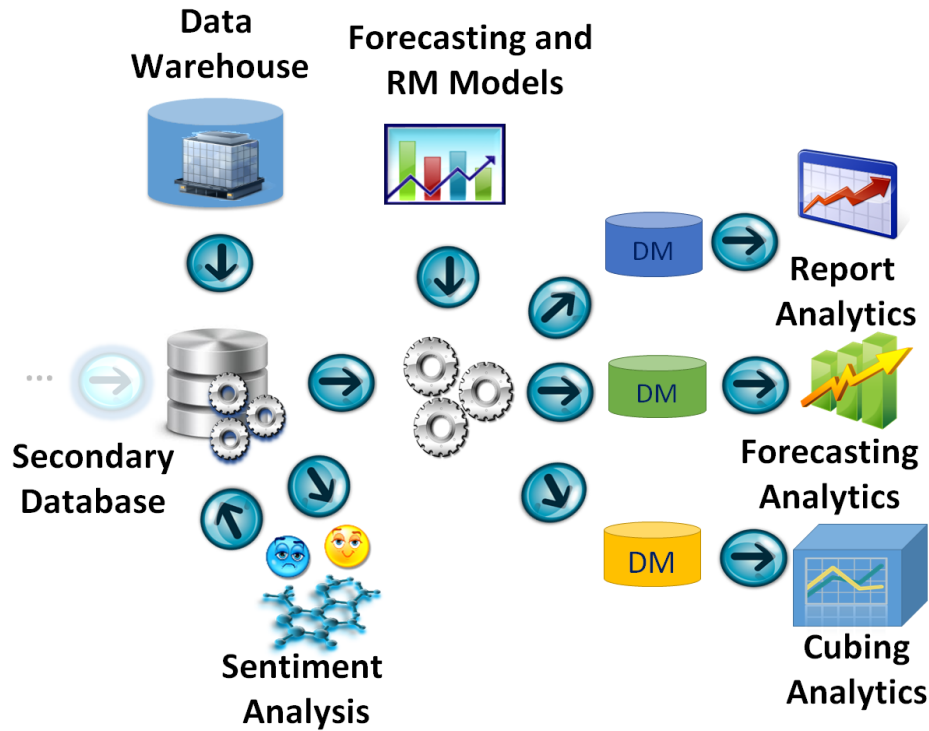 Data
Warehouse
Forecasting and
RM Models
DM
Report
Analytics
...
DM
Secondary
Database
Forecasting
Analytics
DM
Sentiment
Analysis
Cubing
Analytics